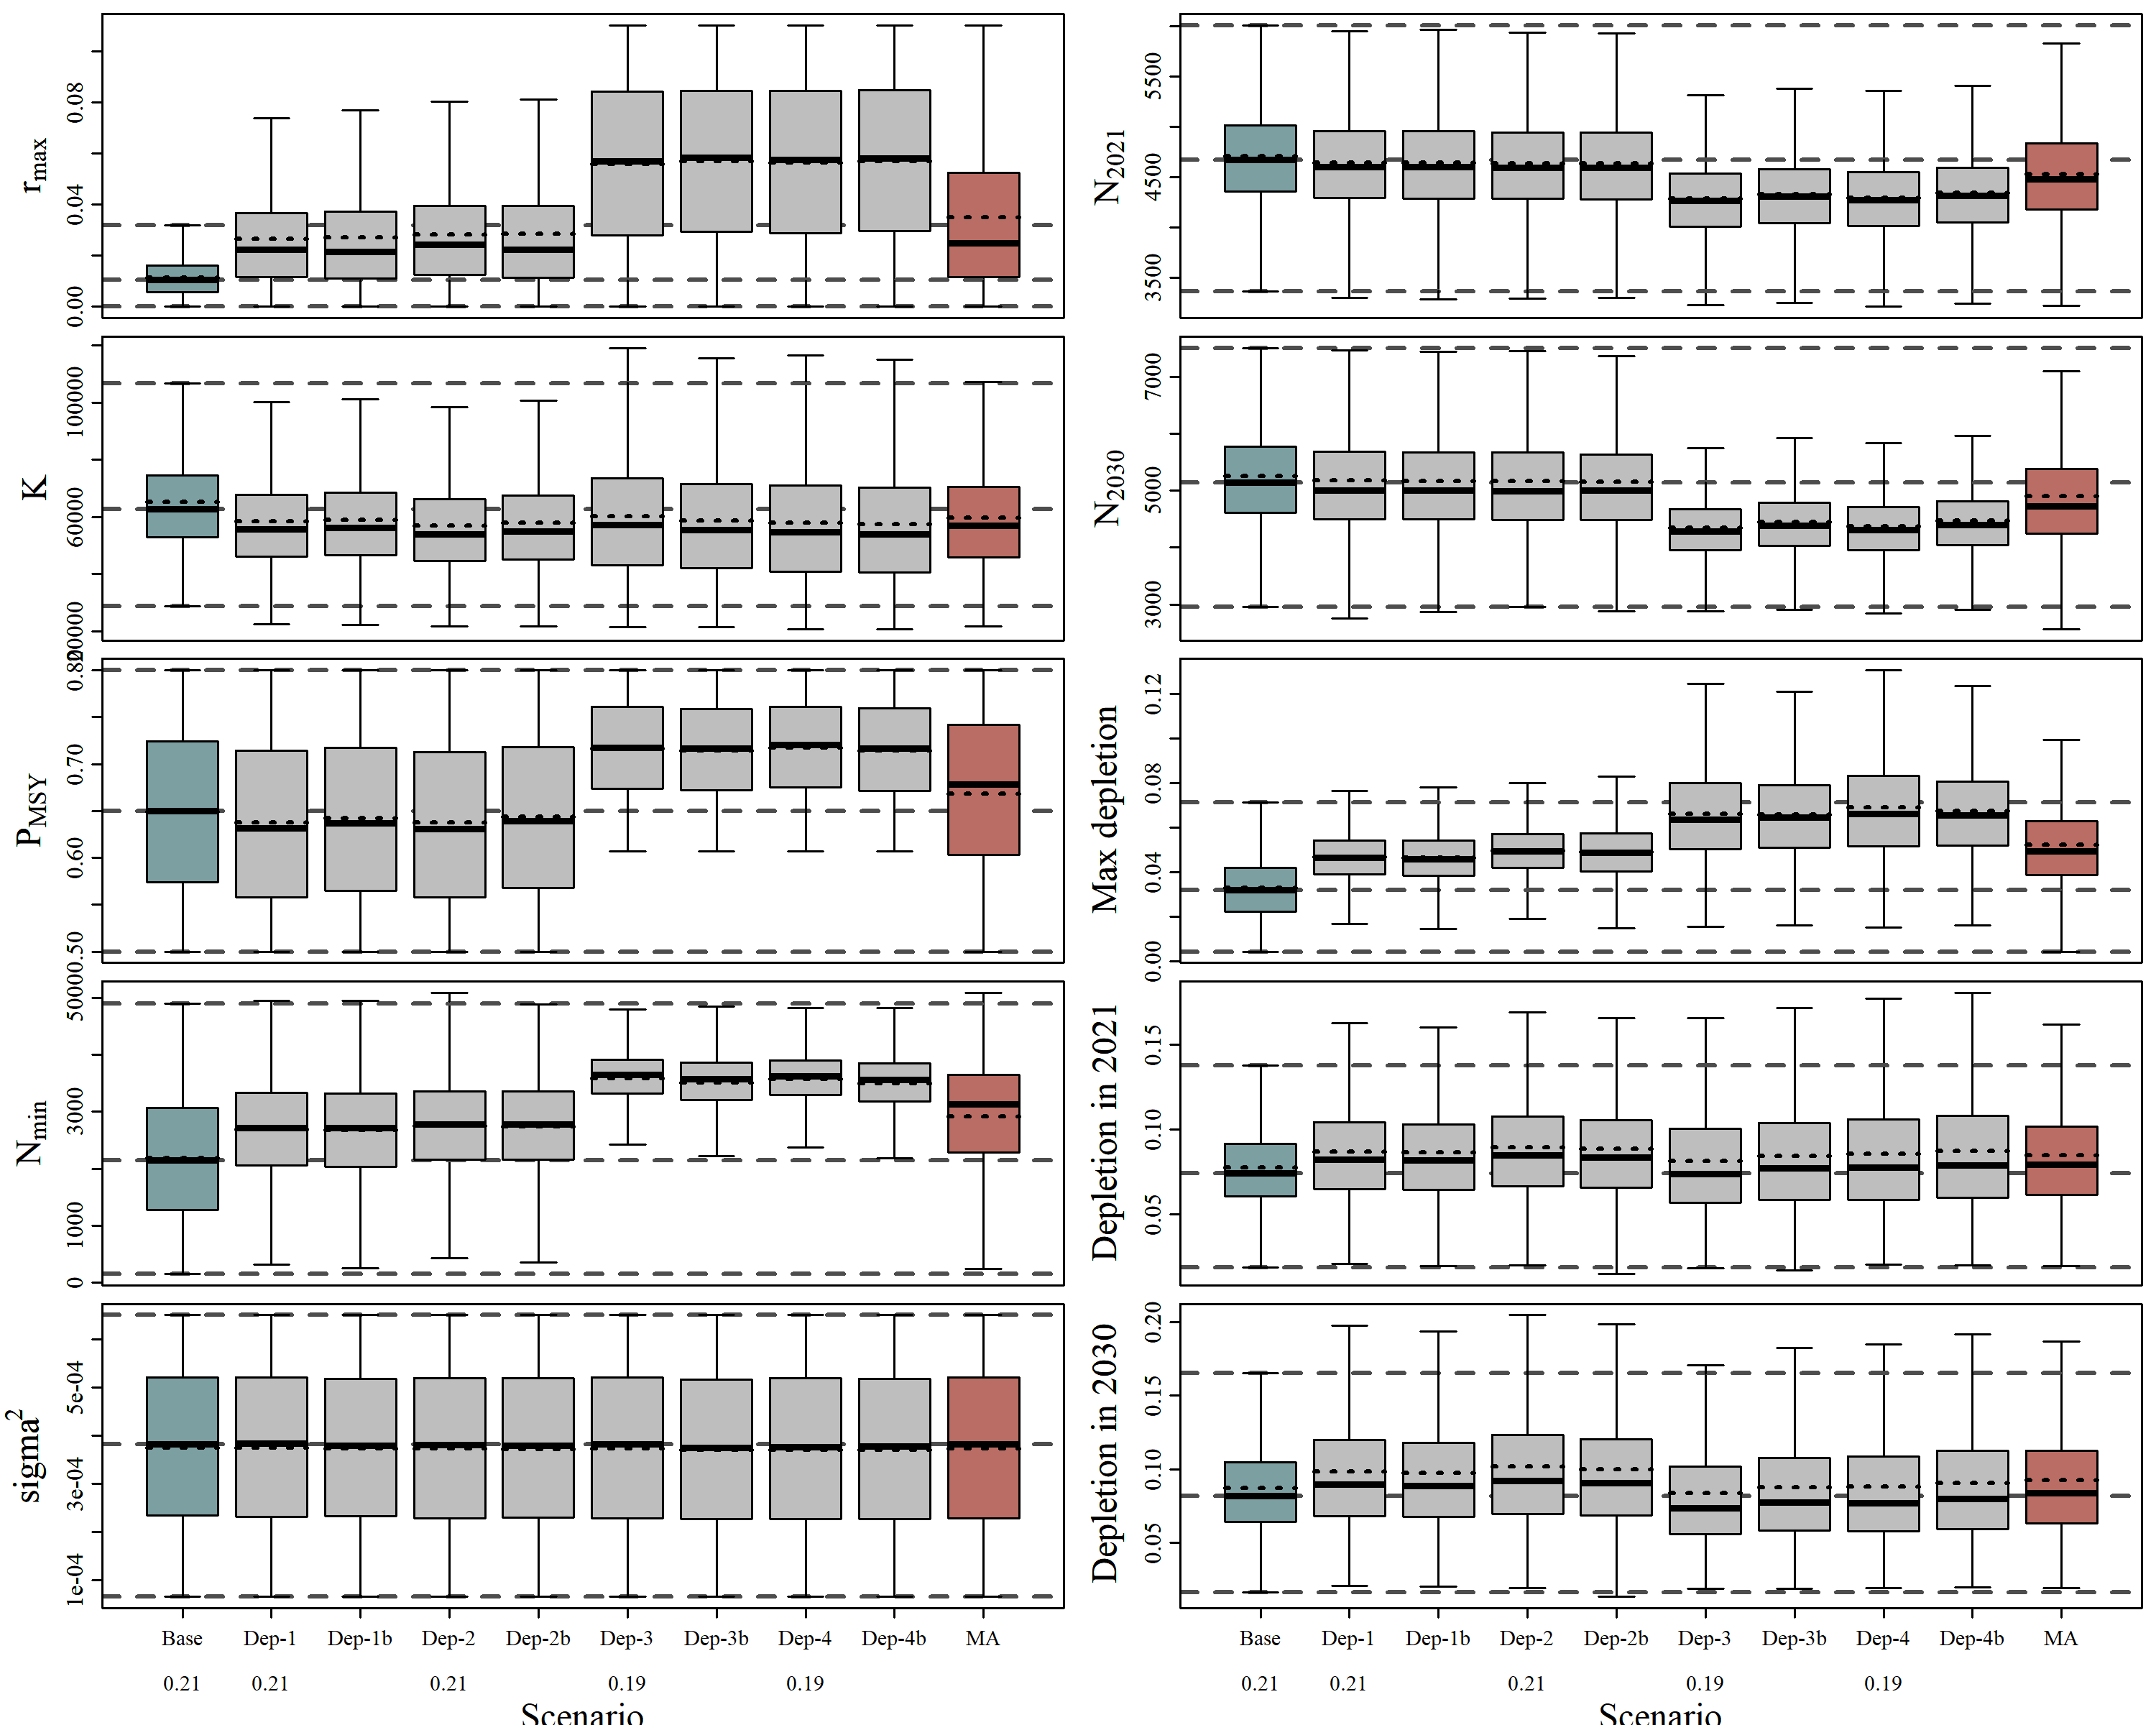 r_max
0.00 0.04 0.08
K
20000 60000 100000
P_MSY
0.50 0.60 0.70 0.80
N_min
0 1000 3000 5000
sigma²
1e-04 3e-04 5e-04
Base Dep-1 Dep-1b Dep-2 Dep-2b Dep-3 Dep-3b Dep-4 Dep-4b MA
0.21 0.21 0.21 0.19 0.19
Scenario
N_2021
3500 4500 5500
N_2030
3000 5000 7000
Max depletion
0.00 0.04 0.08 0.12
Depletion in 2021
0.05 0.10 0.15
Depletion in 2030
0.05 0.10 0.15 0.20
Base Dep-1 Dep-1b Dep-2 Dep-2b Dep-3 Dep-3b Dep-4 Dep-4b MA
0.21 0.21 0.21 0.19 0.19
Scenario